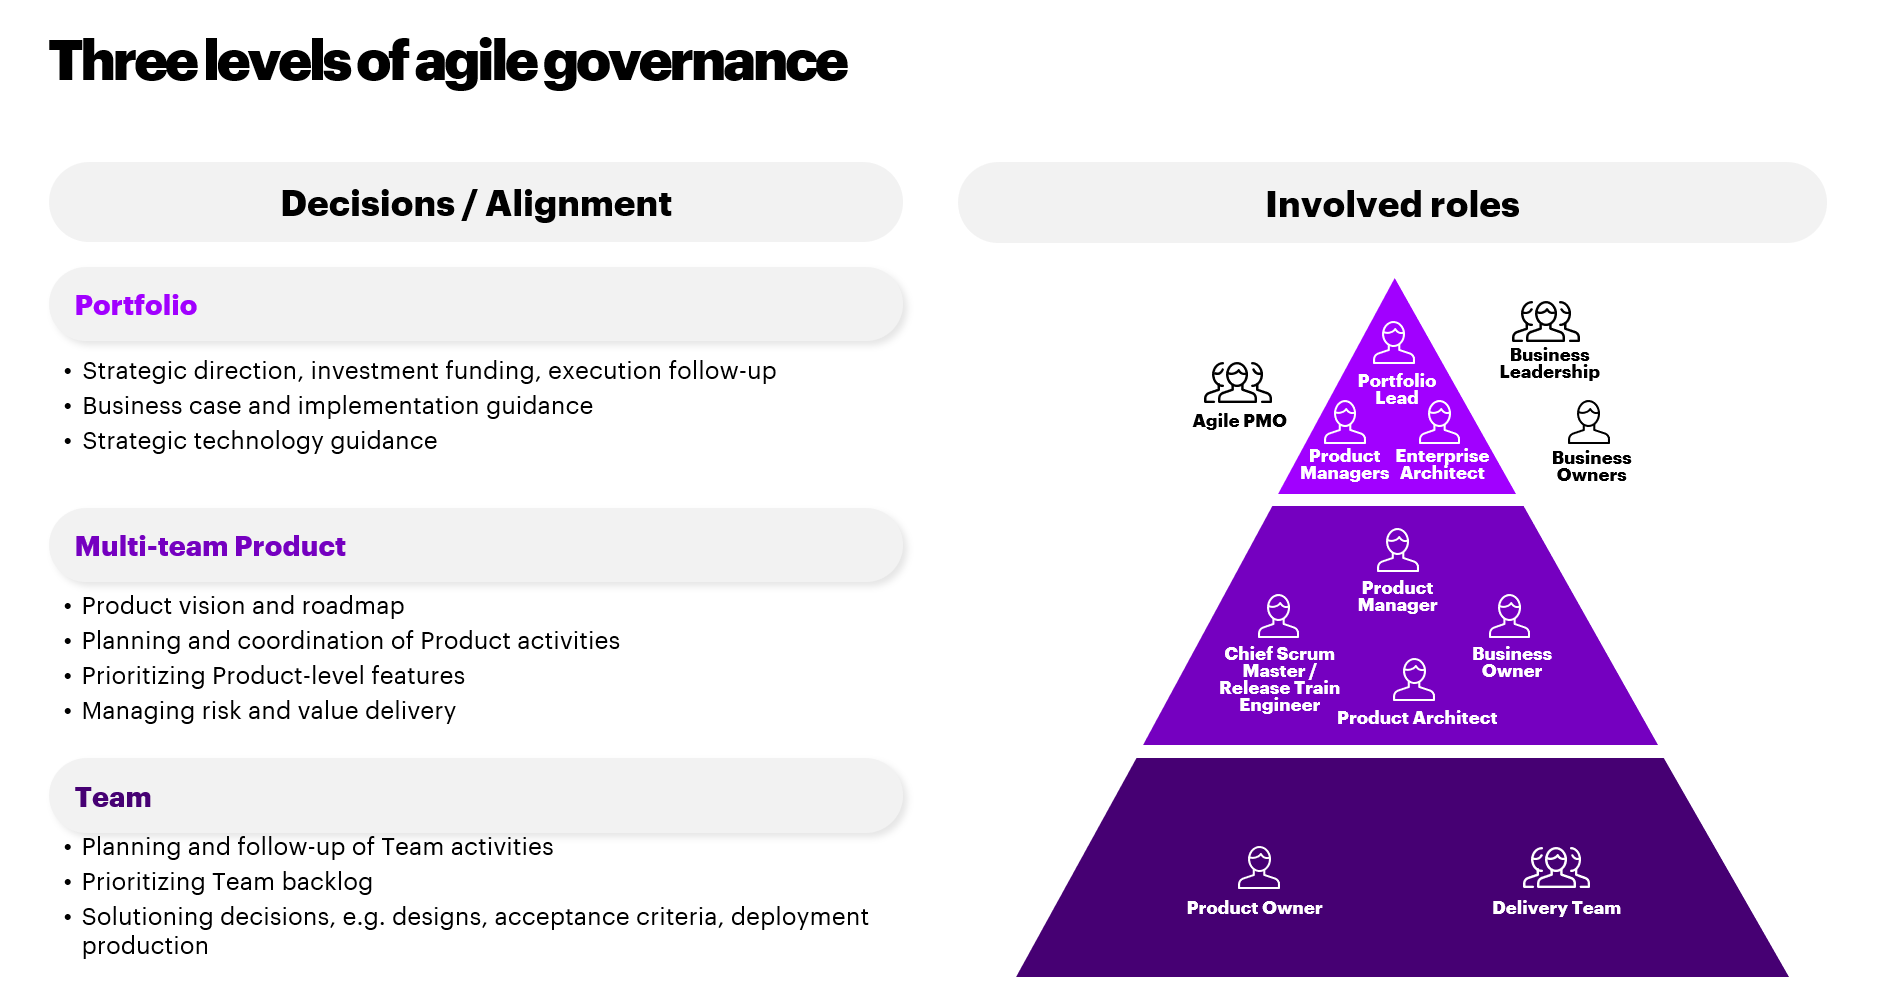 Three levels of agile governance
Decisions / Alignment
Portfolio
• Strategic direction, investment funding, execution follow-up
• Business case and implementation guidance
• Strategic technology guidance
Multi-team Product
• Product vision and roadmap
• Planning and coordination of Product activities
• Prioritizing Product-level features
• Managing risk and value delivery
Team
• Planning and follow-up of Team activities
• Prioritizing Team backlog
• Solutioning decisions, e.g. designs, acceptance criteria, deployment
production
Involved roles
Agile PMO
Portfolio
Lead
Product
Managers
Enterprise
Architect
Business
Leadership
Business
Owners
Product
Manager
Chief Scrum
Master /
Release Train
Engineer
Business
Owner
Product Architect
Product Owner
Delivery Team